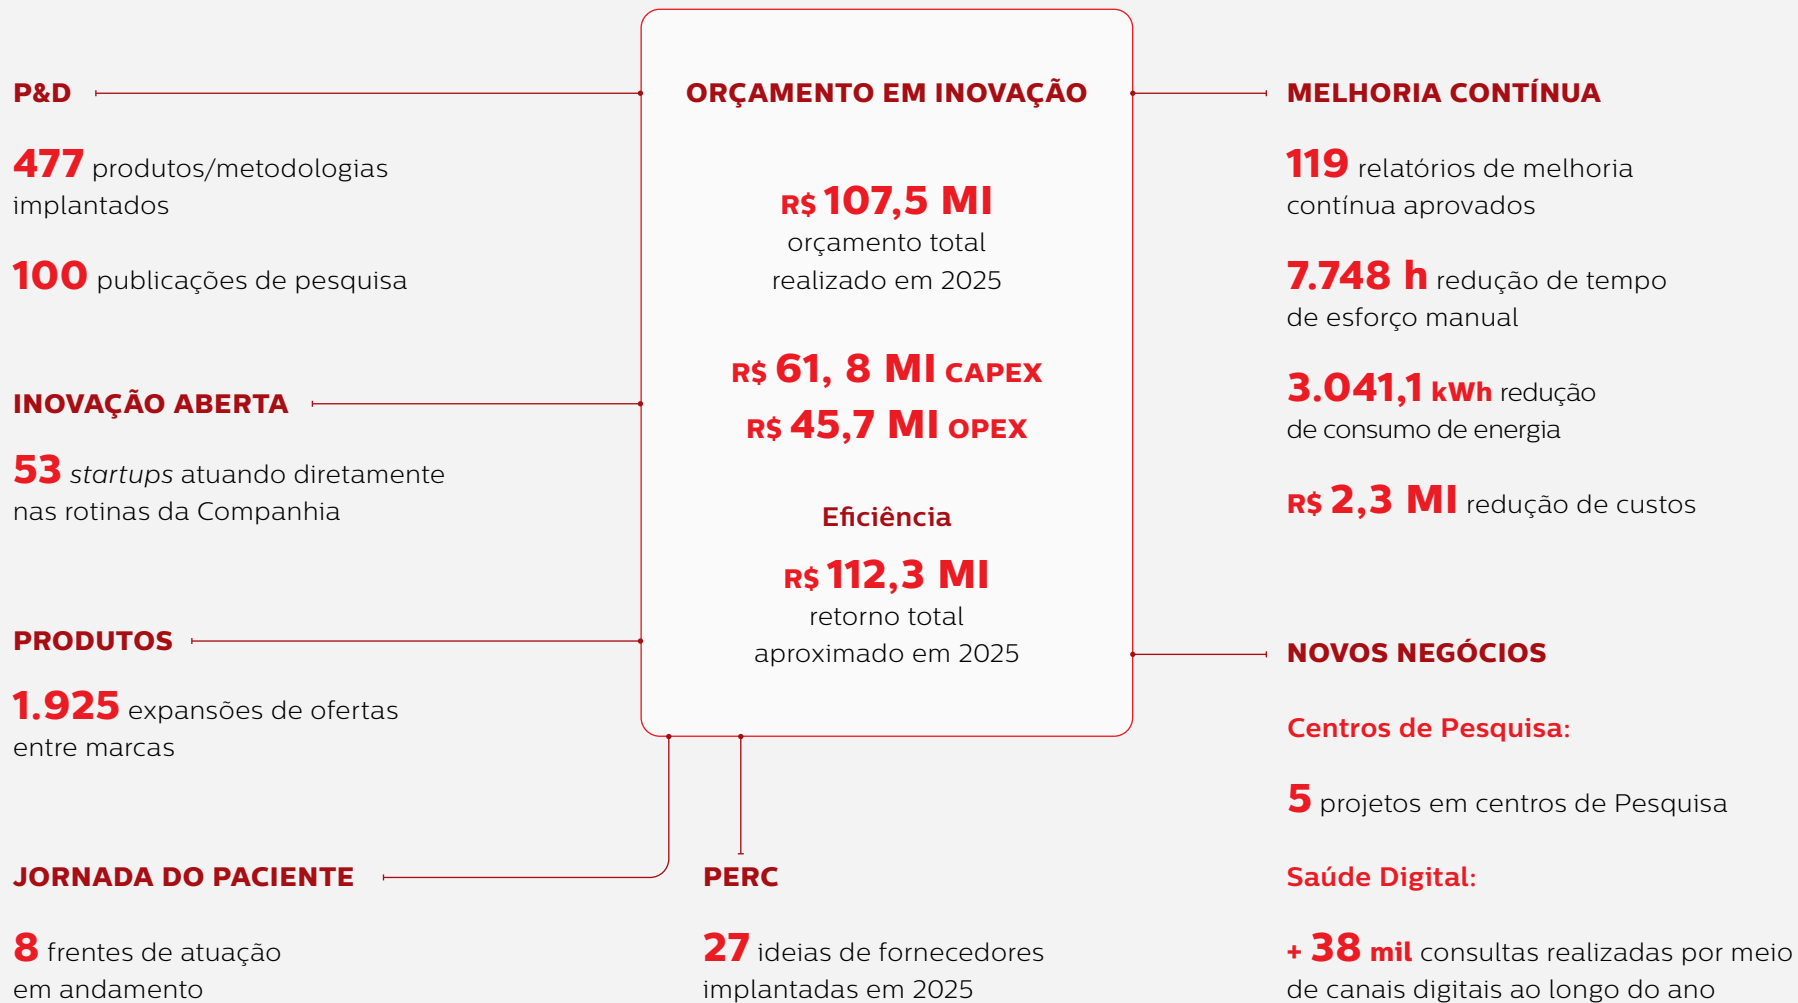 P&D
477 produtos/metodologias
implantados
100 publicações de pesquisa
INOVAÇÃO ABERTA
53 startups atuando diretamente
nas rotinas da Companhia
PRODUTOS
1.925 expansões de ofertas
entre marcas
JORNADA DO PACIENTE
8 frentes de atuação
em andamento
ORÇAMENTO EM INOVAÇÃO
R$ 107,5 MI
orçamento total
realizado em 2025
R$ 61, 8 MI CAPEX
R$ 45,7 MI OPEX
Eficiência
R$ 112,3 MI
retorno total
aproximado em 2025
PERC
27 ideias de fornecedores
implantadas em 2025
MELHORIA CONTÍNUA
119 relatórios de melhoria
contínua aprovados
7.748 h redução de tempo
de esforço manual
3.041,1 kWh redução
de consumo de energia
R$ 2,3 MI redução de custos
NOVOS NEGÓCIOS
Centros de Pesquisa:
5 projetos em centros de Pesquisa
Saúde Digital:
+ 38 mil consultas realizadas por meio
de canais digitais ao longo do ano